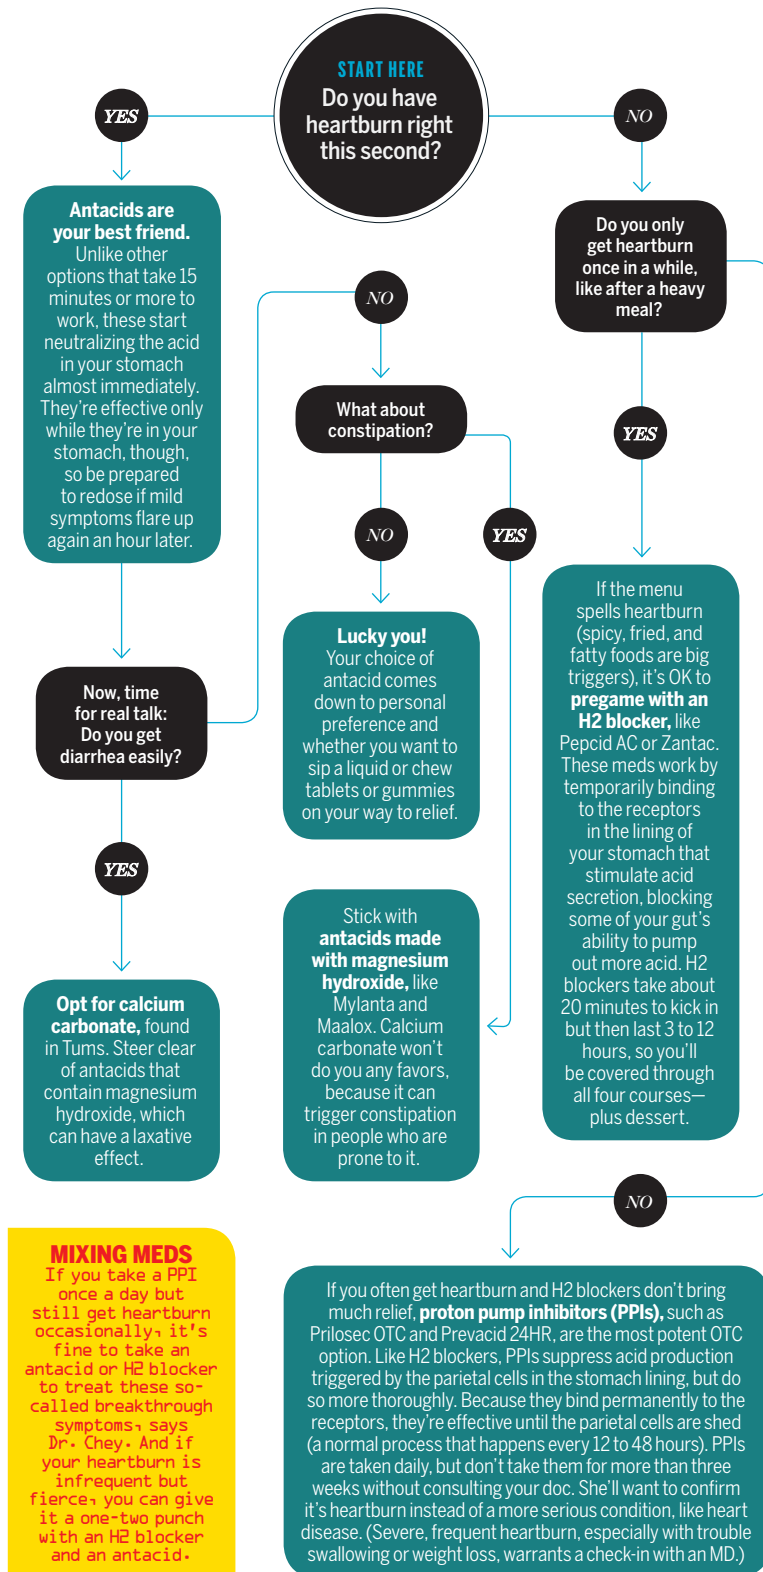 START HERE
Do you have
heartburn right
this second?
YES
NO
Antacids are
your best friend.
Unlike other
options that take 15
minutes or more to
work, these start
neutralizing the acid
in your stomach
almost immediately.
They're effective only
while they're in your
stomach, though,
so be prepared
to redose if mild
symptoms flare up
again an hour later.
Now, time
for real talk:
Do you get
diarrhea easily?
YES
Opt for calcium
carbonate, found
in Tums. Steer clear
of antacids that
contain magnesium
hydroxide, which
can have a laxative
effect.
NO
What about
constipation?
NO
YES
Lucky you!
Your choice of
antacid comes
down to personal
preference and
whether you want to
sip a liquid or chew
tablets or gummies
on your way to relief.
Stick with
antacids made
with magnesium
hydroxide, like
Mylanta and
Maalox. Calcium
carbonate won't
do you any favors,
because it can
trigger constipation
in people who are
prone to it.
Do you only
get heartburn
once in a while,
like after a heavy
meal?
YES
If the menu
spells heartburn
(spicy, fried, and
fatty foods are big
triggers), it's OK to
pregame with an
H2 blocker, like
Pepcid AC or Zantac.
These meds work by
temporarily binding
to the receptors
in the lining of
your stomach that
stimulate acid
secretion, blocking
some of your gut's
ability to pump
out more acid. H2
blockers take about
20 minutes to kick in
but then last 3 to 12
hours, so you'll
be covered through
all four courses—
plus dessert.
NO
If you often get heartburn and H2 blockers don't bring
much relief, proton pump inhibitors (PPIs), such as
Prilosec OTC and Prevacid 24HR, are the most potent OTC
option. Like H2 blockers, PPIs suppress acid production
triggered by the parietal cells in the stomach lining, but do
so more thoroughly. Because they bind permanently to the
receptors, they're effective until the parietal cells are shed
(a normal process that happens every 12 to 48 hours). PPIs
are taken daily, but don't take them for more than three
weeks without consulting your doc. She'll want to confirm
it's heartburn instead of a more serious condition, like heart
disease. (Severe, frequent heartburn, especially with trouble
swallowing or weight loss, warrants a check-in with an MD.)
MIXING MEDS
If you take a PPI
once a day but
still get heartburn
occasionally, it's
fine to take an
antacid or H2 blocker
to treat these so-
called breakthrough
symptoms, says
Dr. Chey. And if
your heartburn is
infrequent but
fierce, you can give
it a one-two punch
with an H2 blocker
and an antacid.